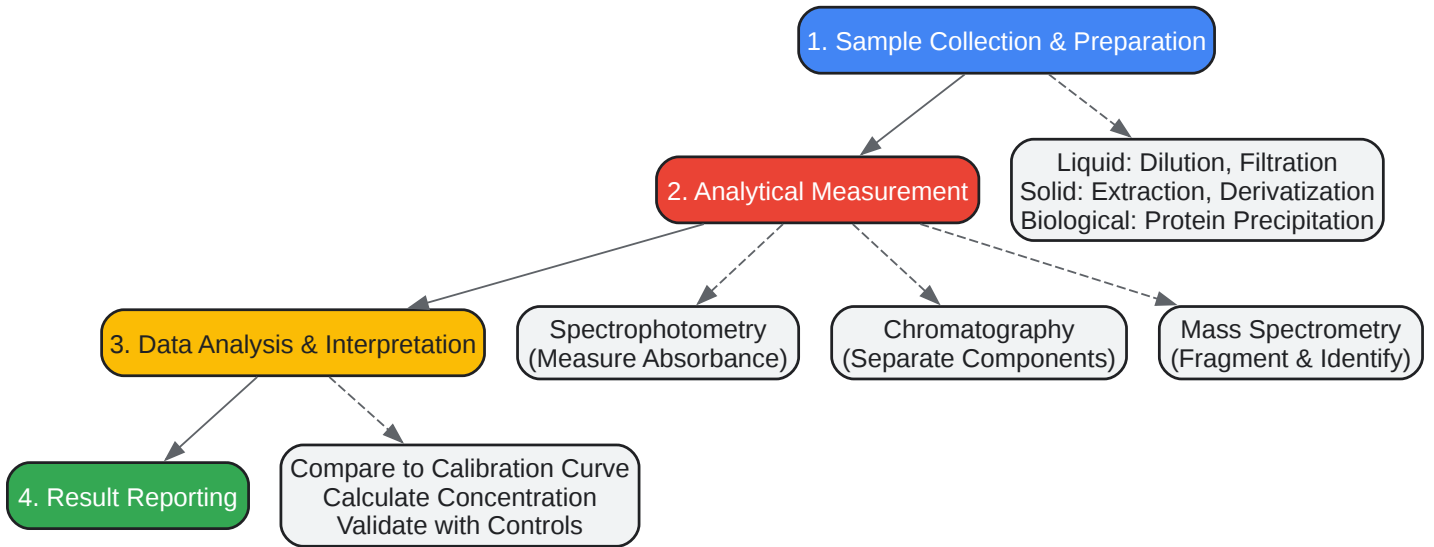 1. Sample Collection & Preparation
Liquid: Dilution, Filtration
Solid: Extraction, Derivatization
Biological: Protein Precipitation
2. Analytical Measurement
Spectrophotometry
(Measure Absorbance)
Chromatography
(Separate Components)
Mass Spectrometry
(Fragment & Identify)
3. Data Analysis & Interpretation
Compare to Calibration Curve
Calculate Concentration
Validate with Controls
4. Result Reporting